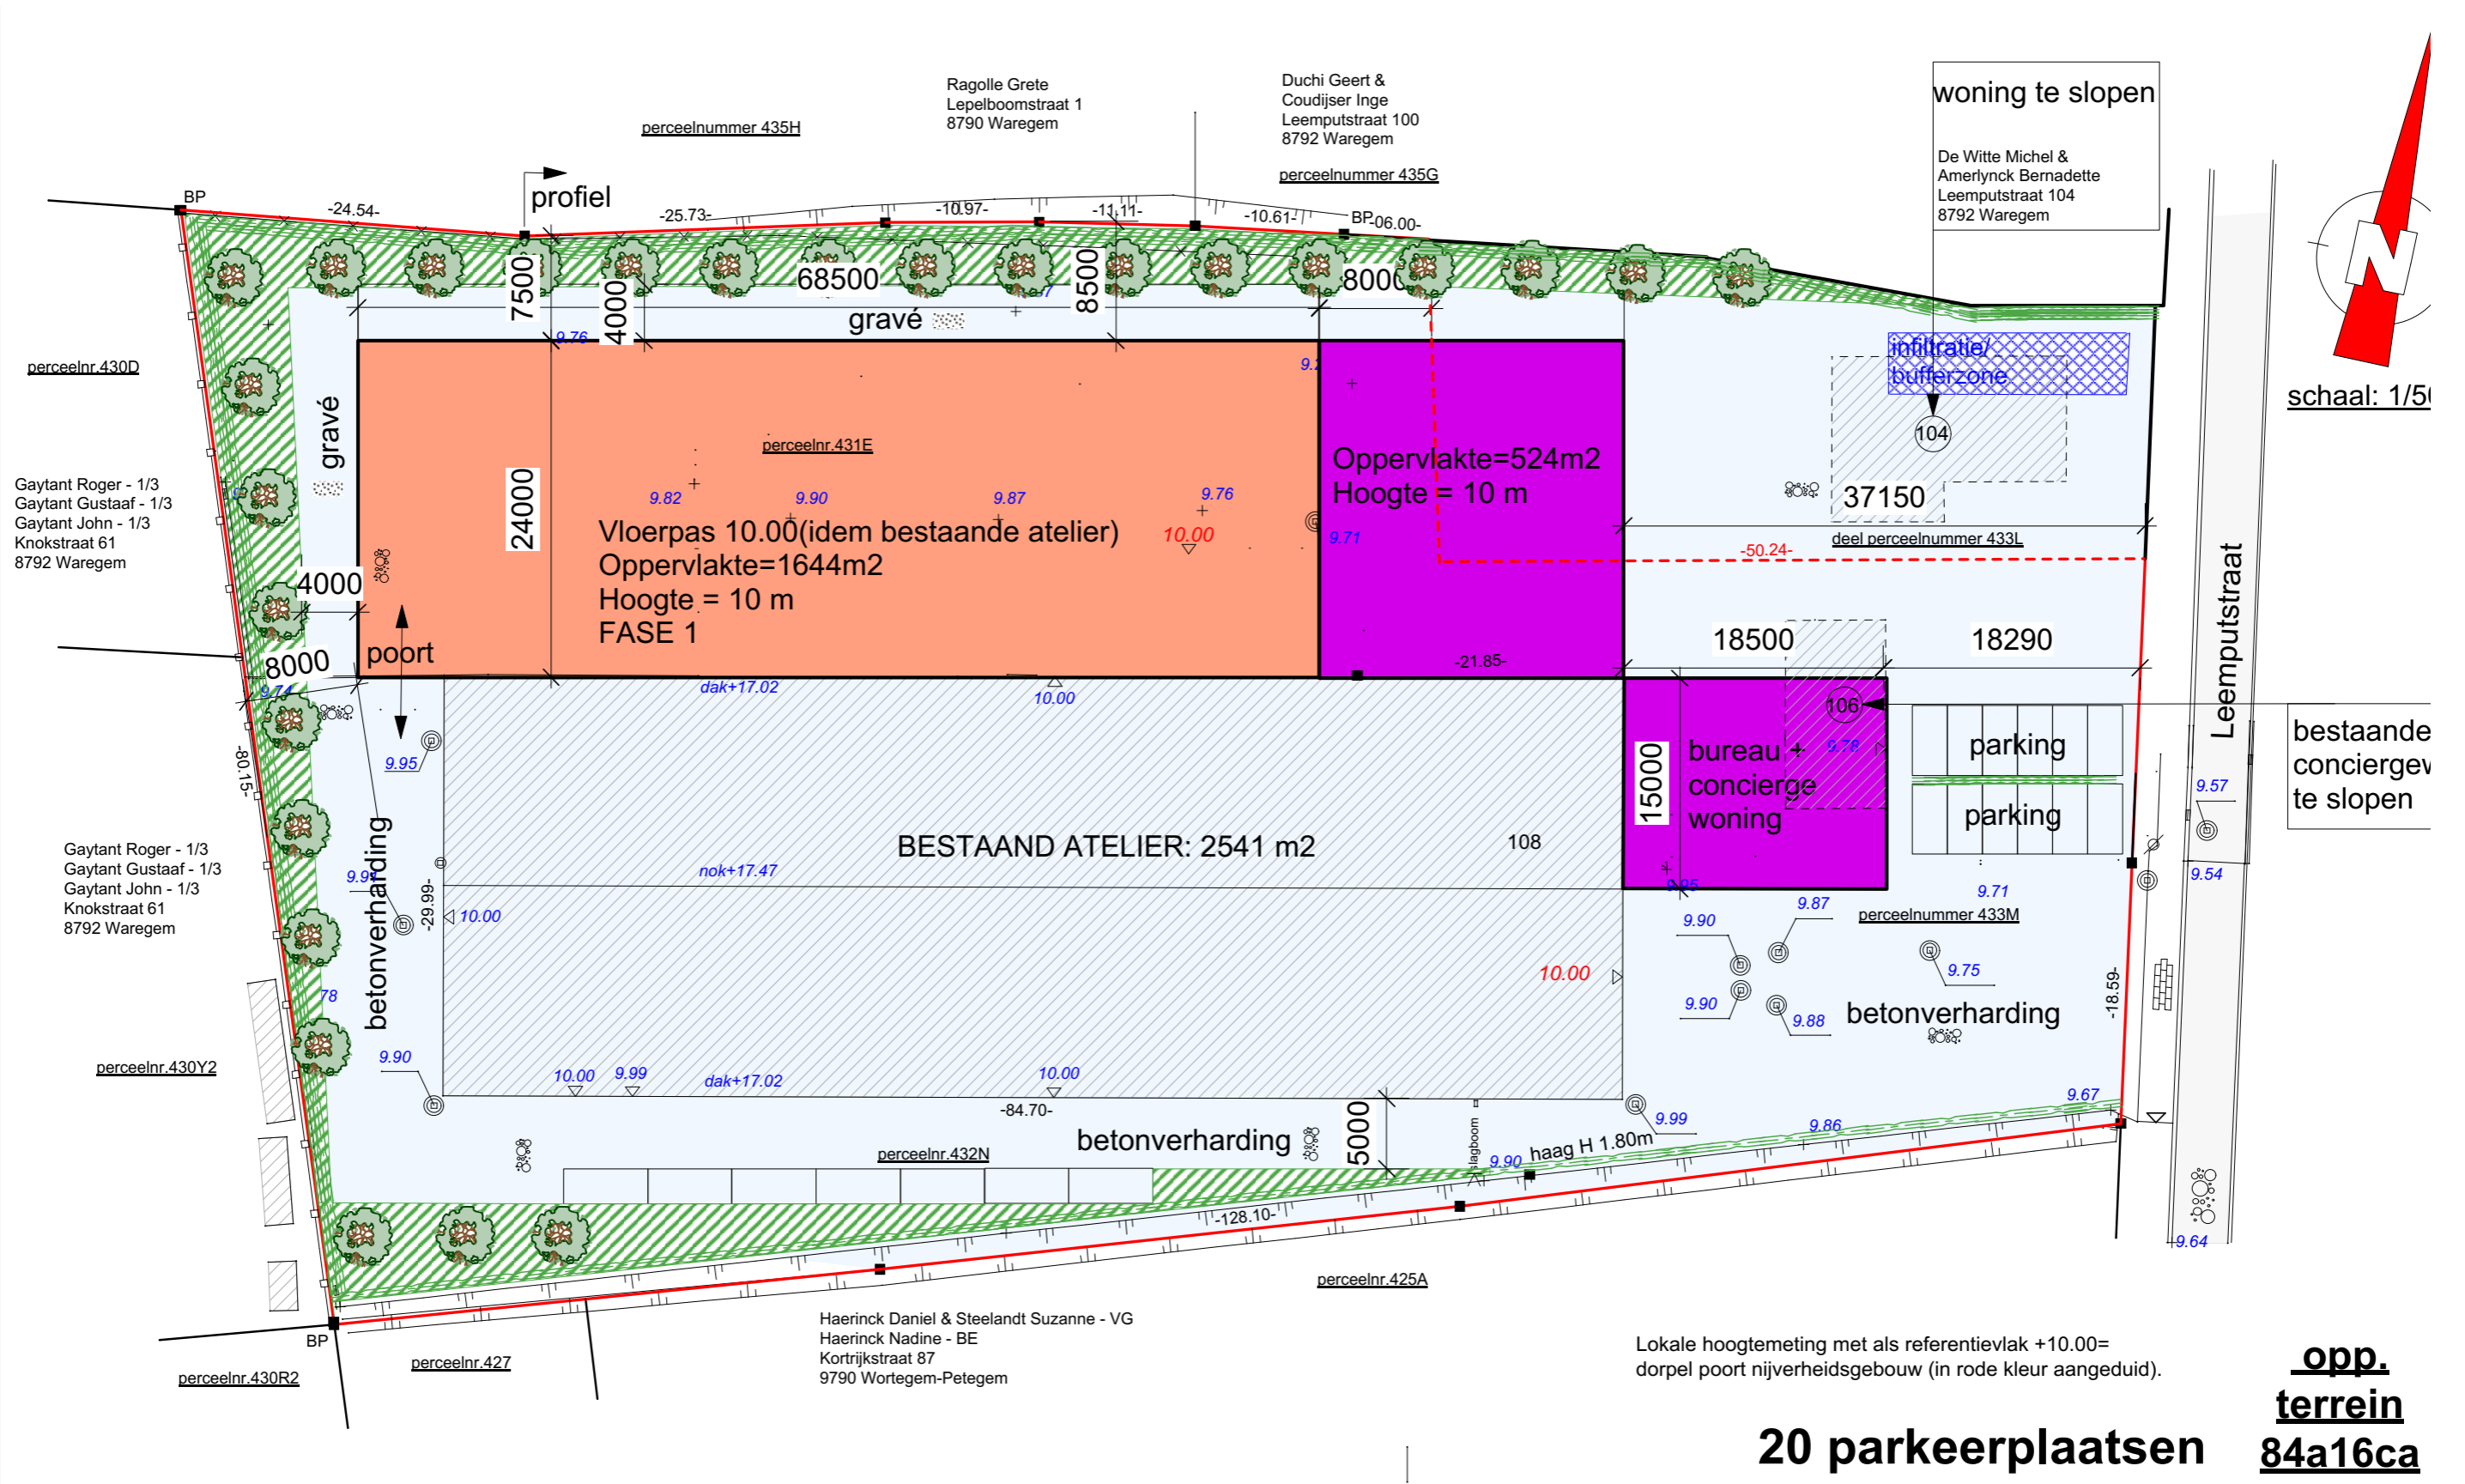 Ragolle Grete
Lepelboomstraat 1
8790 Waregem
Duchi Geert &
Coudijser Inge
Leemputstraat 100
8792 Waregem
perceelnummer 435H
perceelnummer 435G
woning te slopen
De Witte Michel &
Amerlynck Bernadette
Leemputstraat 104
8792 Waregem
BP
-24.54-
profiel
-25.73-
-10.97-
-11.11-
-10.61-
BP
-06.00-
7500
4000
68500
8500
8000
gravé
9.76
perceelnr.430D
gravé
infiltratie/
bufferzone
schaal: 1/50
104
perceelnr.431E
Oppervlakte=524m2
Hoogte = 10 m
37150
deel perceelnummer 433L
-50.24-
Gaytant Roger - 1/3
Gaytant Gustaaf - 1/3
Gaytant John - 1/3
Knokstraat 61
8792 Waregem
24000
9.82
9.90
9.87
9.76
10.00
9.71
Vloerpas 10.00(idem bestaande atelier)
Oppervlakte=1644m2
Hoogte = 10 m
FASE 1
4000
8000
poort
9.74
18500
18290
-21.85-
Leemputstraat
dak+17.02
10.00
106
9.95
-80.15-
15000
bureau +
concierge
woning
9.78
parking
parking
bestaande
te slopen
9.57
9.54
BESTAAND ATELIER: 2541 m2
108
Gaytant Roger - 1/3
Gaytant Gustaaf - 1/3
Gaytant John - 1/3
Knokstraat 61
8792 Waregem
betonverharding
-29.99-
nok+17.47
10.00
9.95
9.71
9.87
9.90
perceelnummer 433M
9.75
10.00
9.90
9.88
betonverharding
-18.59-
78
perceelnr.430Y2
9.90
10.00
9.99
dak+17.02
10.00
-84.70-
5000
slagboom
9.99
9.67
9.86
haag H 1.80m
9.90
betonverharding
perceelnr.432N
-128.10-
9.64
perceelnr.425A
BP
perceelnr.430R2
perceelnr.427
Haerinck Daniel & Steelandt Suzanne - VG
Haerinck Nadine - BE
Kortrijkstraat 87
9790 Wortegem-Petegem
Lokale hoogtemeting met als referentievlak +10.00=
dorpel poort nijverheidsgebouw (in rode kleur aangeduid).
20 parkeerplaatsen
opp.
terrein
84a16ca